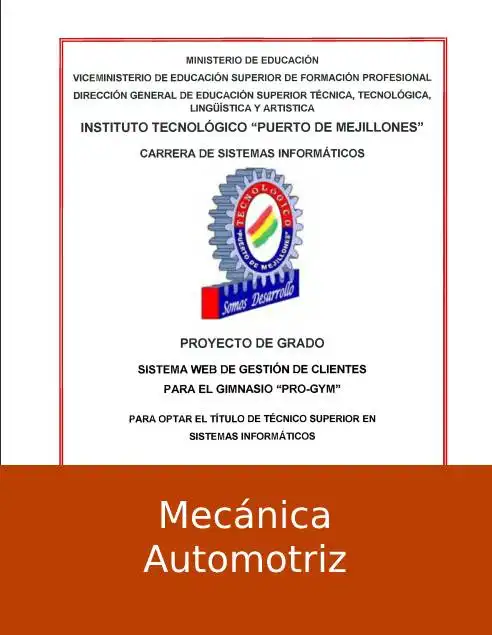 MINISTERIO DE EDUCACIÓN
VICEMINISTERIO DE EDUCACIÓN SUPERIOR DE FORMACIÓN PROFESIONAL
DIRECCIÓN GENERAL DE EDUCACIÓN SUPERIOR TÉCNICA, TECNOLÓGICA,
LINGÜÍSTICA Y ARTISTICA
INSTITUTO TECNOLÓGICO “PUERTO DE MEJILLONES”
CARRERA DE SISTEMAS INFORMÁTICOS
TECNOLÓGICO
"PUERTO DE MEJILLONES"
Somos Desarrollo
PROYECTO DE GRADO
SISTEMA WEB DE GESTIÓN DE CLIENTES
PARA EL GIMNASIO “PRO-GYM”
PARA OPTAR EL TÍTULO DE TÉCNICO SUPERIOR EN
SISTEMAS INFORMÁTICOS
Mecánica
Automotriz